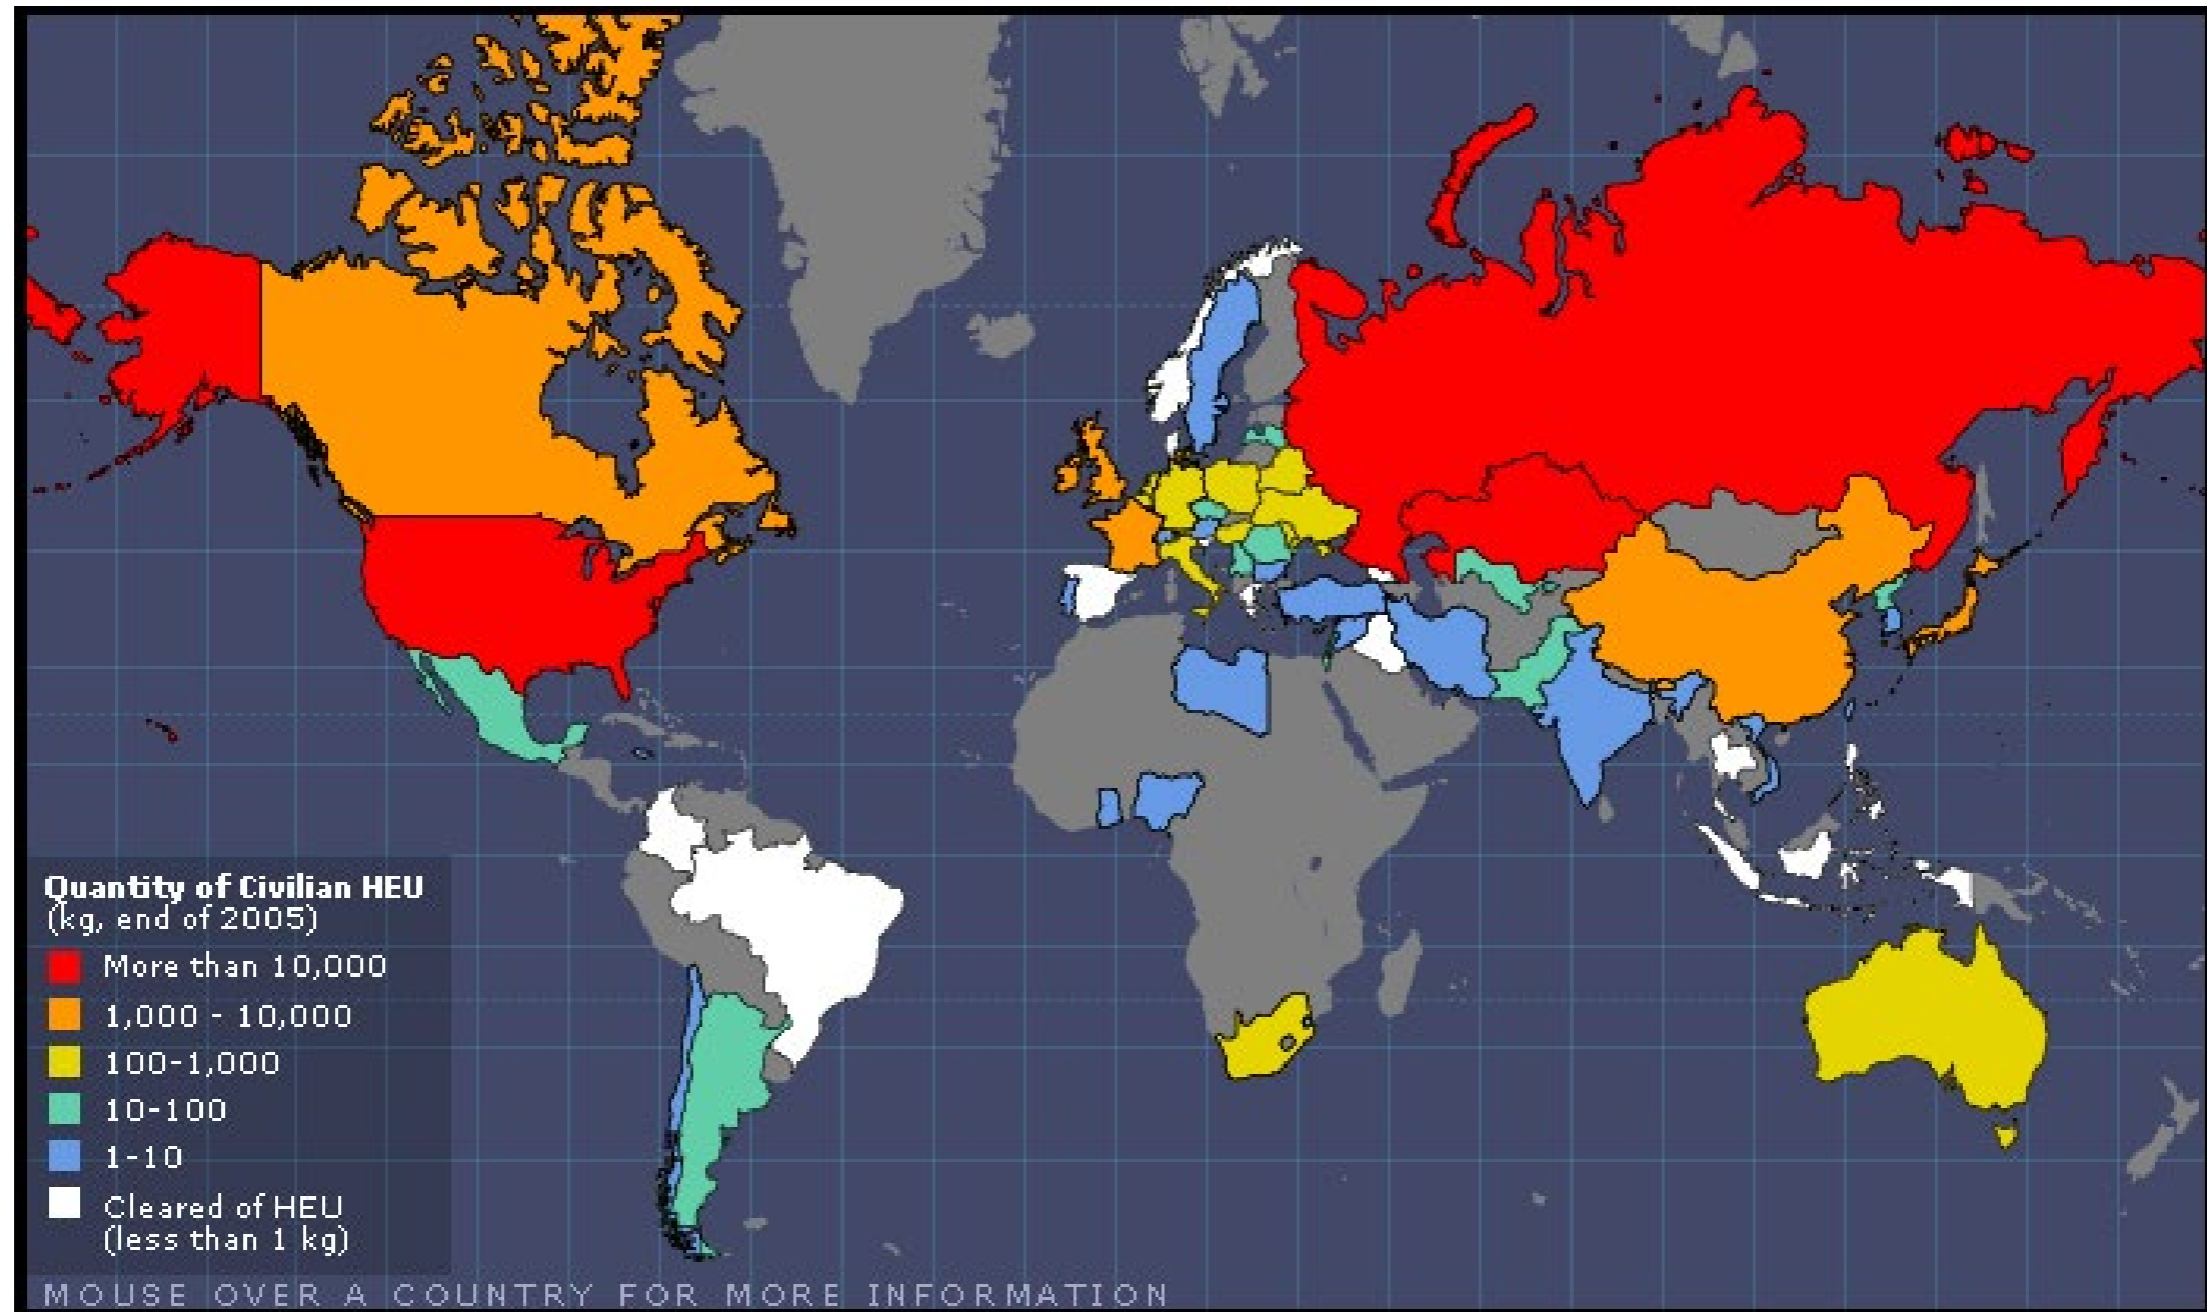 Quantity of Civilian HEU
(kg, end of 2005)
More than 10,000
1,000 - 10,000
100-1,000
10-100
1-10
Cleared of HEU
(less than 1 kg)
MOUSE OVER A COUNTRY FOR MORE INFORMATION